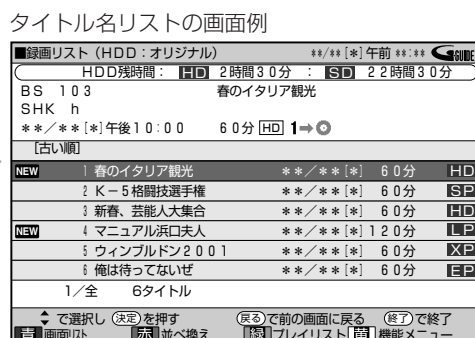 タイトル名リストの画面例
■録画リスト（HDD：オリジナル） **/**[*]午前 **:** G-GUIDE
HDD残時間： HD 2時間30分 ： SD 22時間30分
BS 103 春のイタリア観光
SHK h
**／**[*]午後10:00 60分 HD 1➡
[古い順]
NEW 1 春のイタリア観光 **／**[*] 60分 HD
2 K－5格闘技選手権 **／**[*] 60分 SP
3 新春、芸能人大集合 **／**[*] 60分 HD
NEW 4 マニュアル浜口夫人 **／**[*] 120分 LP
5 ウィンブルドン2001 **／**[*] 60分 XP
6 俺は待ってないぜ **／**[*] 60分 EP
1／全 6タイトル
で選択し 決定 を押す 戻る で前の画面に戻る 終了 で終了
青 画面リスト 赤 並べ換え 緑 プレイリスト 黄 機能メニュー